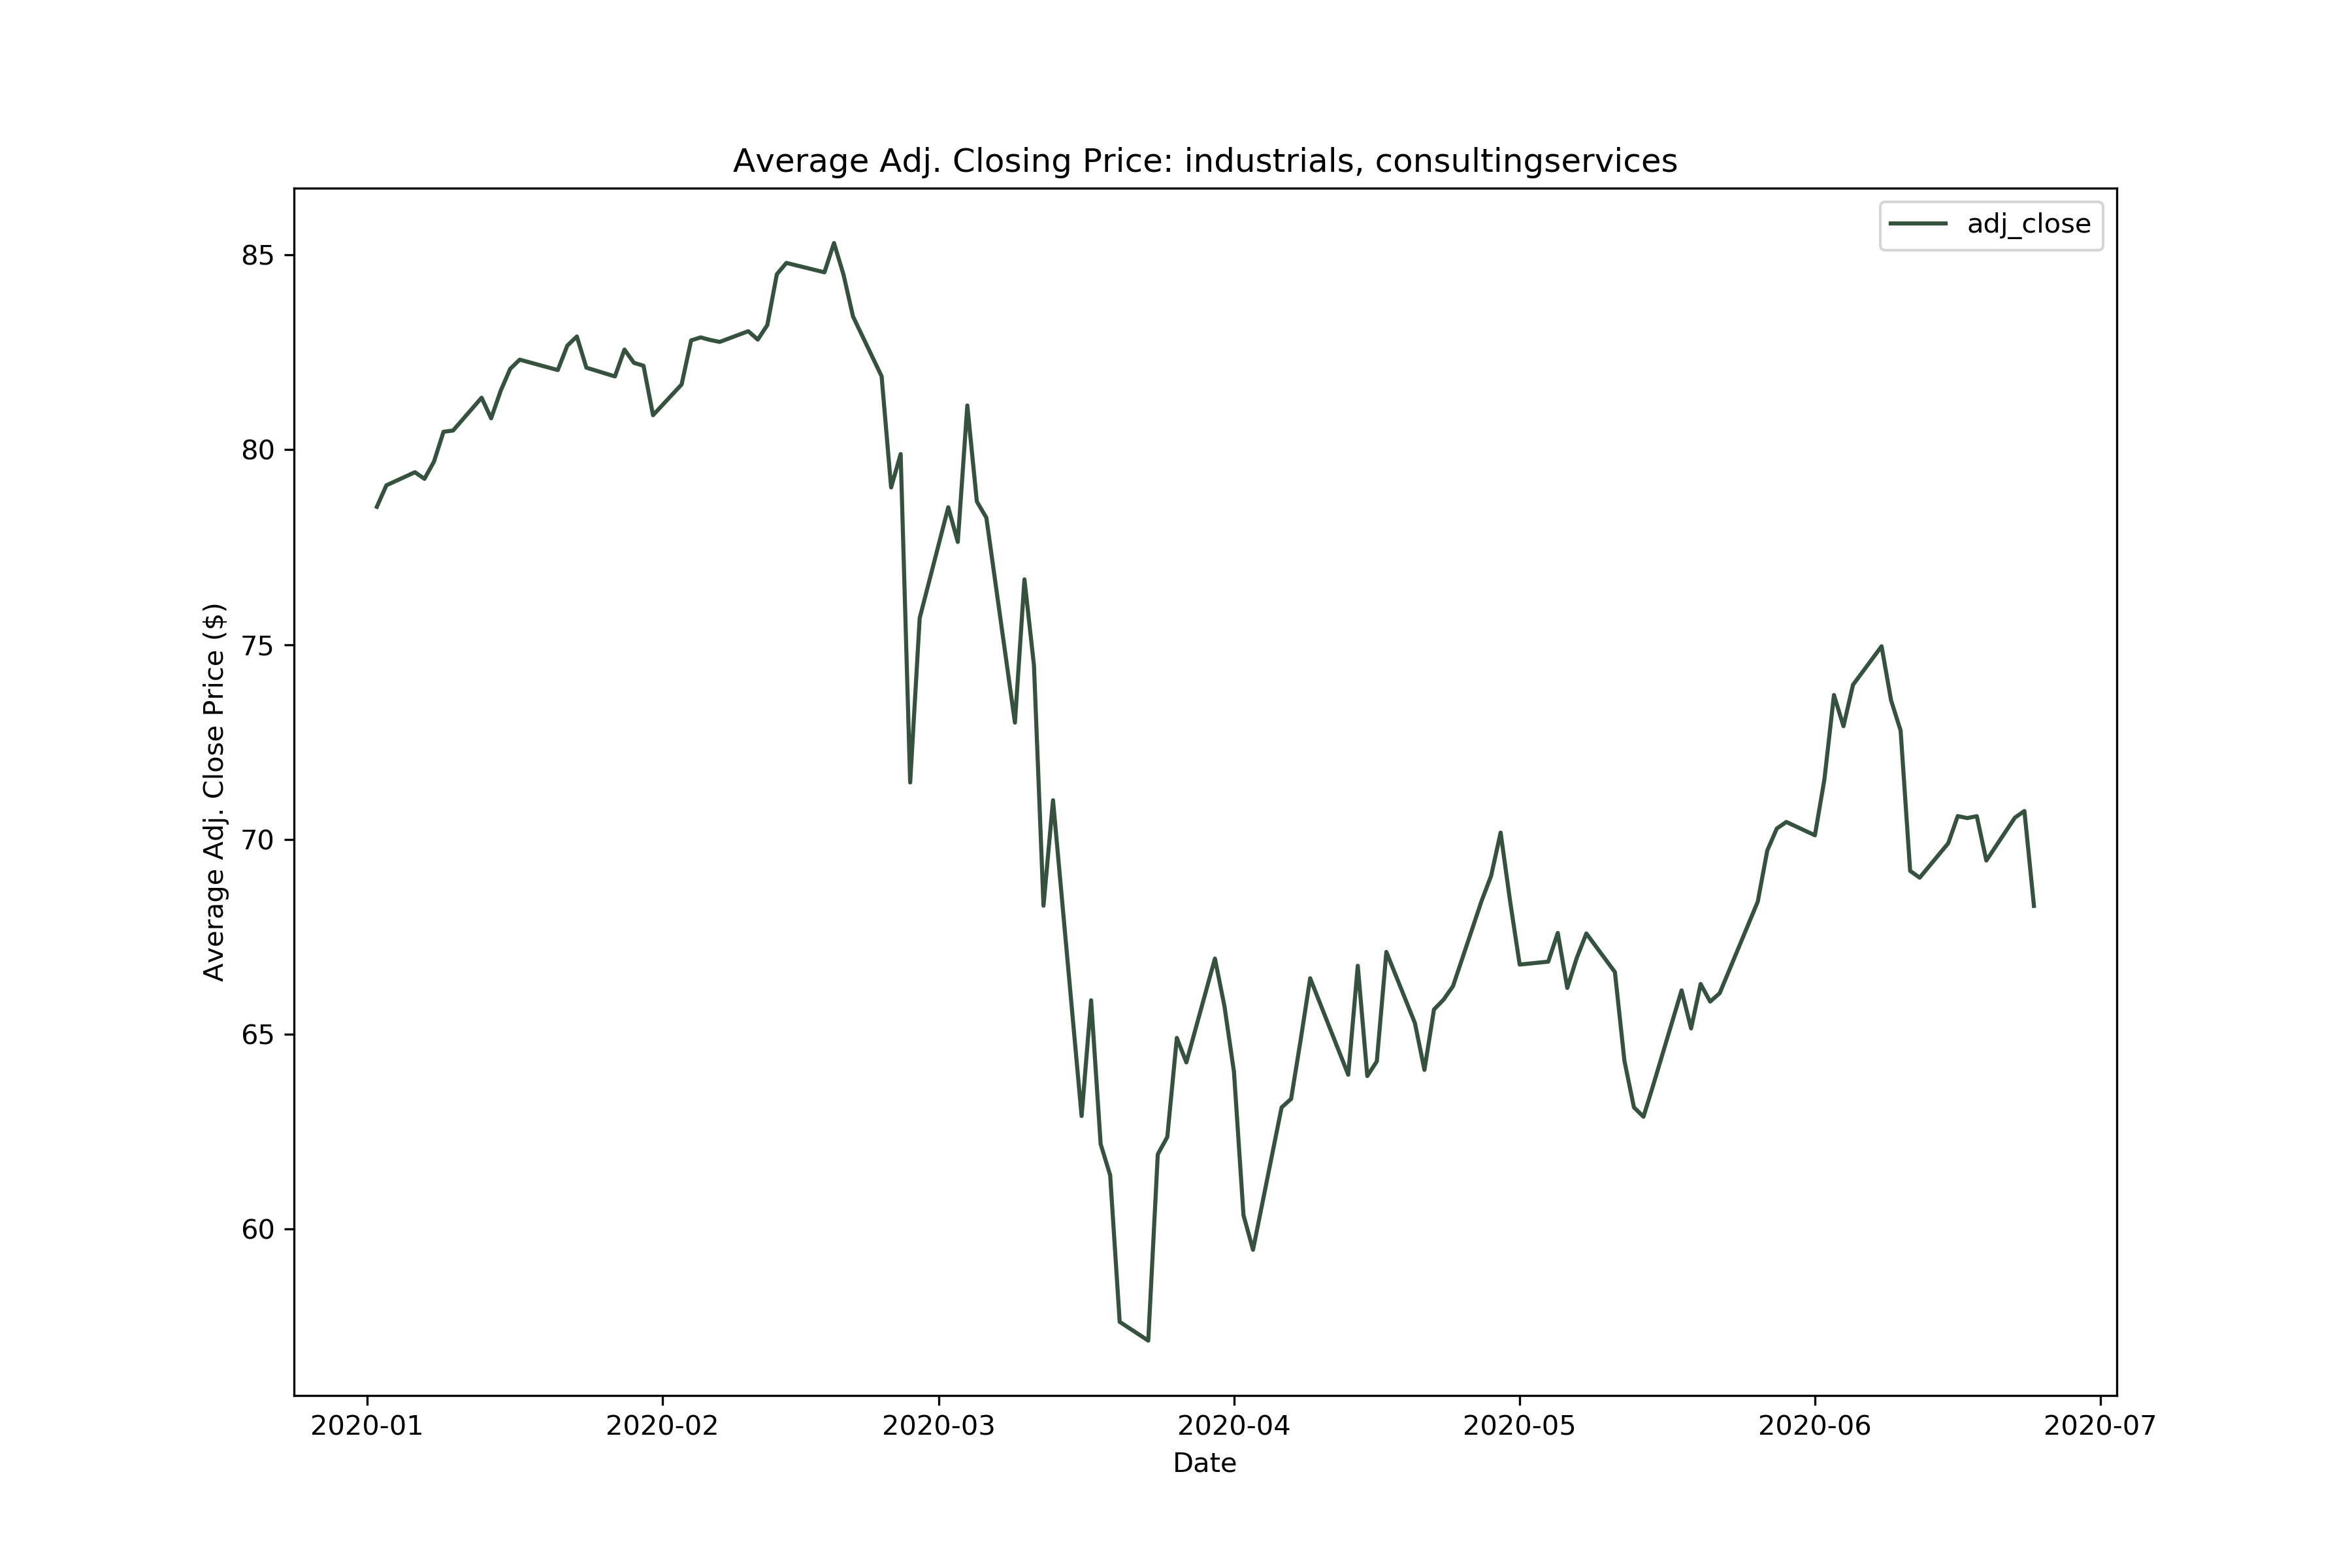 Average Adj. Closing Price: industrials, consultingservices
adj_close
Average Adj. Close Price ($)
85
80
75
70
65
60
2020-01 2020-02 2020-03 2020-04 2020-05 2020-06 2020-07
Date